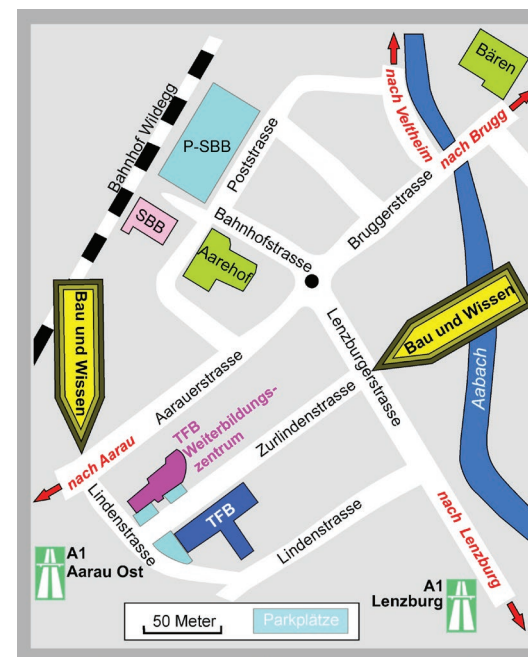 Bären
nach Veltheim
nach Brugg
Bahnhof Wildegg
P-SBB
Poststrasse
SBB
Bahnhofstrasse
Bruggerstrasse
Aarehof
Bau und Wissen
Bau und Wissen
Lenzburgerstrasse
Aabach
Aarauerstrasse
TFB
Weiterbildungs-
zentrum
Zurlindenstrasse
nach Aarau
Lindenstrasse
TFB
Lindenstrasse
nach Lenzburg
A1
Aarau Ost
A1
Lenzburg
50 Meter
Parkplätze